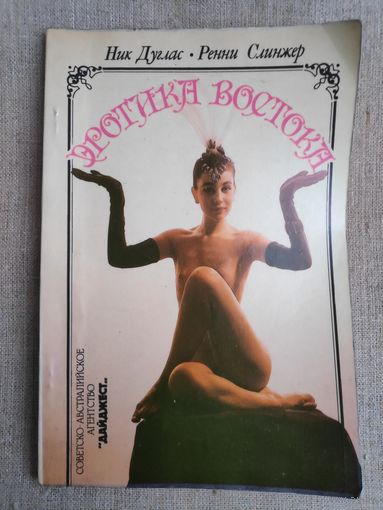 Ник Дуглас • Ренни Слинжер
ЭРОТИКА ВОСТОКА
СОВЕТСКО-АВСТРАЛИЙСКОЕ
АГЕНТСТВО
"ДАЙДЖЕСТ"